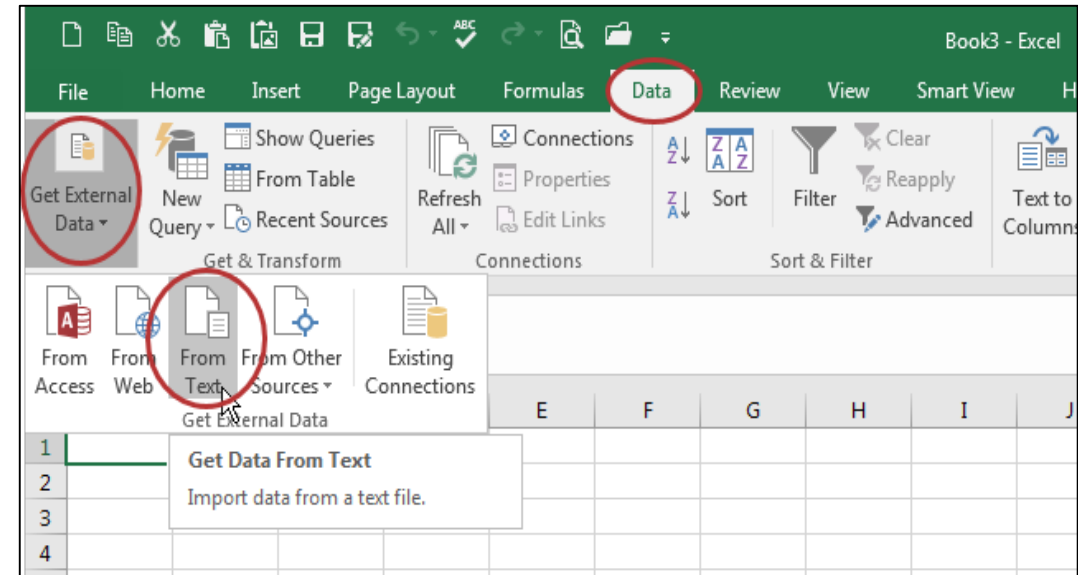 ABC
Book3 - Excel
File Home Insert Page Layout Formulas Data Review View Smart View H
Get External Data
New Query
Show Queries
From Table
Recent Sources
Get & Transform
Refresh All
Connections
Properties
Edit Links
Connections
A Z
Z A
Z A
A Z
Sort
Filter
Clear
Reapply
Advanced
Sort & Filter
Text to
Columns
From
Access
From
Web
From
Text
From Other
Sources
Existing
Connections
Get External Data
E F G H I J
1
2
3
4
Get Data From Text
Import data from a text file.